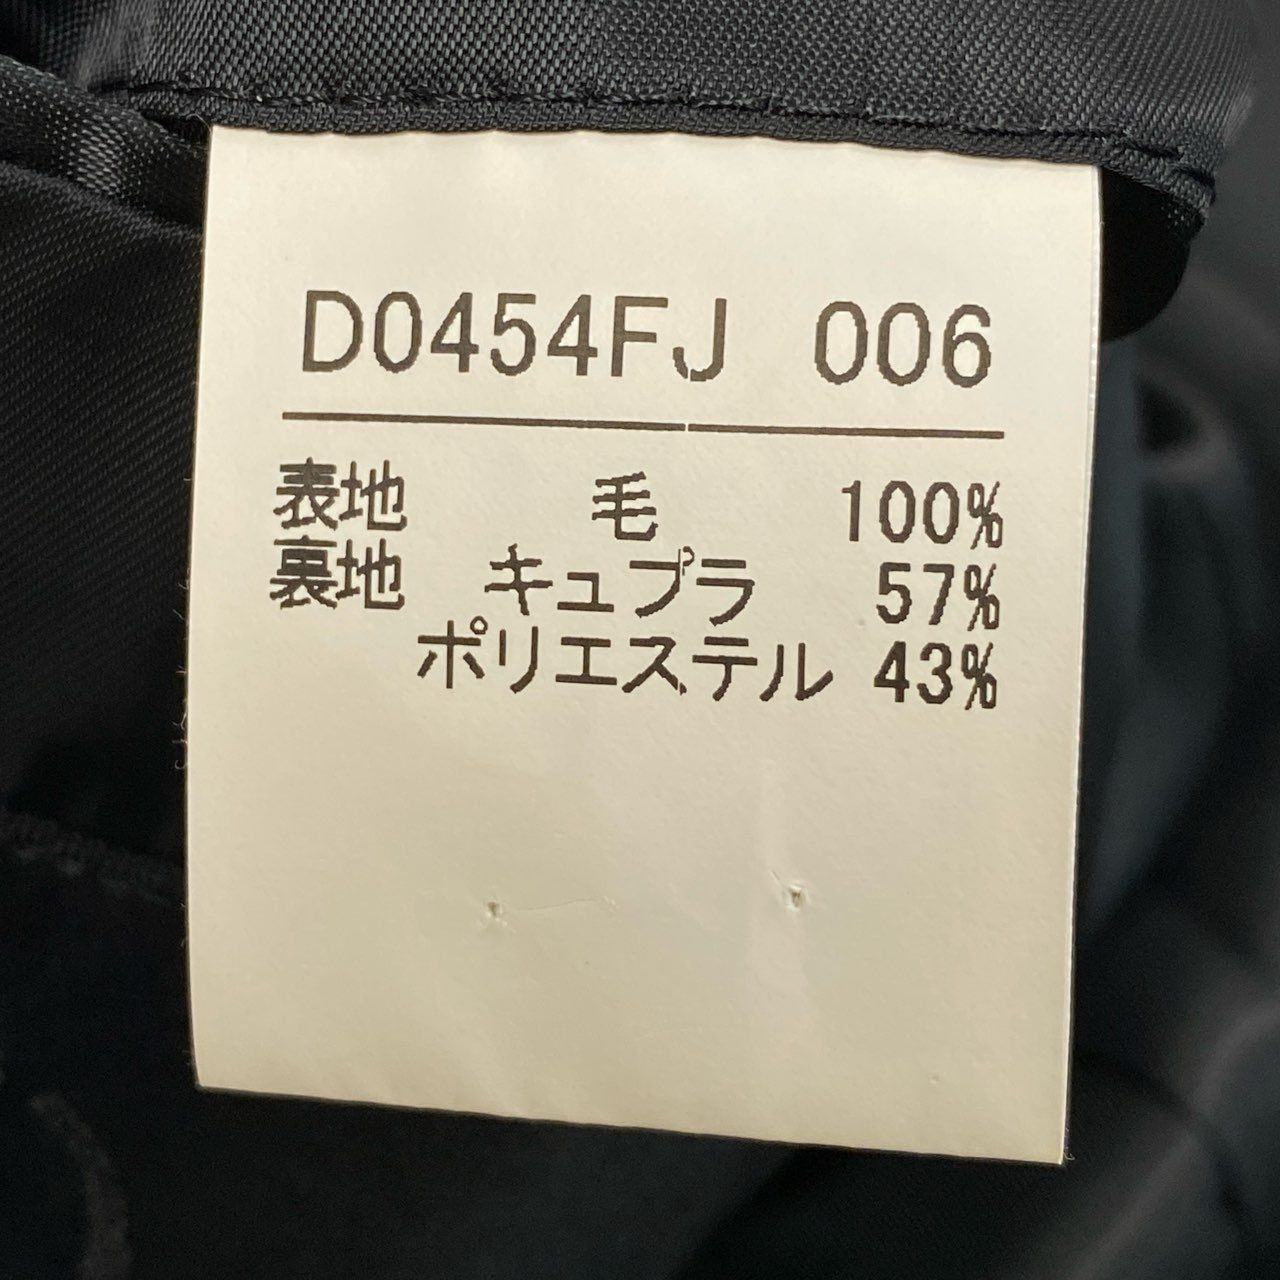 D0454FJ 006
表地 毛 100%
裏地 キュプラ 57%
ポリエステル 43%